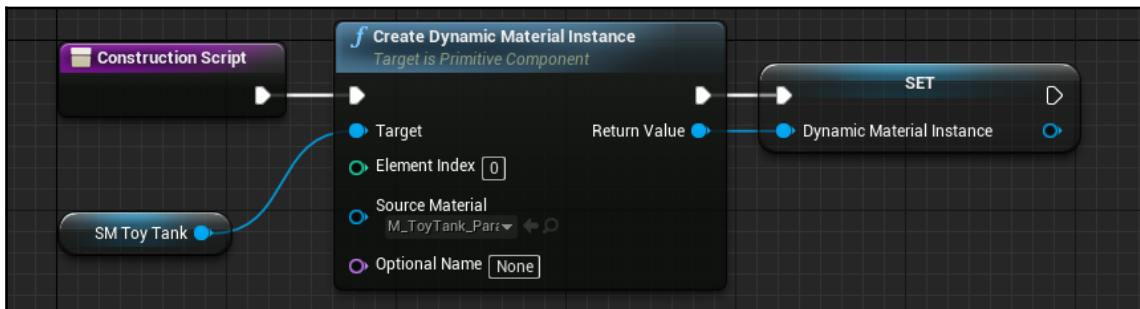 Construction Script
f Create Dynamic Material Instance
Target is Primitive Component
Target
Return Value
Element Index 0
Source Material
M_ToyTank_Para
Optional Name None
SM Toy Tank
SET
Dynamic Material Instance